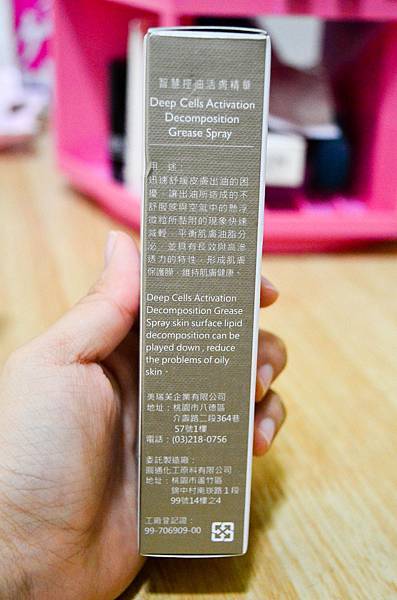 智慧控油活膚精華
Deep Cells Activation
Decomposition
Grease Spray
用 途：
迅速舒緩皮膚出油的困
擾，讓出油所造成的不
舒服感與空氣中的懸浮
微粒所黏附的現象快速
減輕，平衡肌膚油脂分
泌，並具有長效與高滲
透力的特性，形成肌膚
保護膜，維持肌膚健康。
Deep Cells Activation
Decomposition Grease
Spray skin surface lipid
decomposition can be
played down , reduce
the problems of oily
skin。
美瑞芙企業有限公司
地址：桃園市八德區
介壽路二段364巷
57號1樓
電話：(03)218-0756
委託製造廠：
圓通化工原料有限公司
地址：桃園市蘆竹區
錦中村南崁路１段
99號14樓之4
工廠登記證：
99-706909-00